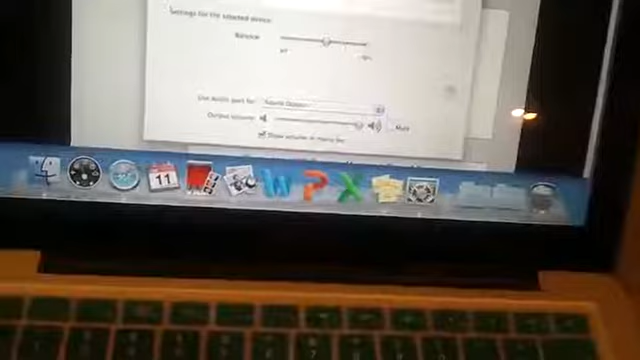 Settings for the selected device:
Balance
Use audio port for
Output volume:
Mute
Show volume in menu bar
11
W
P
X